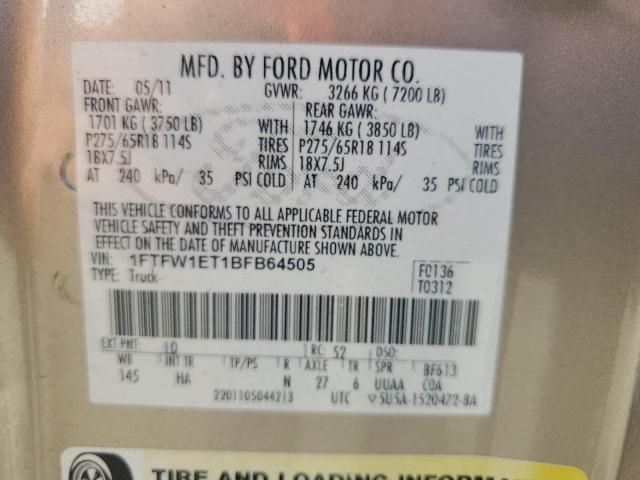 MFD. BY FORD MOTOR CO.
DATE: 05/11 GVWR: 3266 KG ( 7200 LB)
FRONT GAWR: REAR GAWR:
1701 KG ( 3750 LB) WITH 1746 KG ( 3850 LB) WITH
P275/65R18 114S TIRES P275/65R18 114S TIRES
18X7.5J RIMS 18X7.5J RIMS
AT 240 kPa/ 35 PSI COLD AT 240 kPa/ 35 PSI COLD
THIS VEHICLE CONFORMS TO ALL APPLICABLE FEDERAL MOTOR
VEHICLE SAFETY AND THEFT PREVENTION STANDARDS IN
EFFECT ON THE DATE OF MANUFACTURE SHOWN ABOVE.
VIN: 1FTFW1ET1BFB64505 F0136
TYPE: Truck T0312
EXT PNT: LQ RC: 52 DSO:
WB INT TR TP/PS R AXLE TR SPR BF613
145 HA N 27 6 UUAA COA
2201105044213 UTC 5U5A-1520472-BA
TIRE AND LOADING